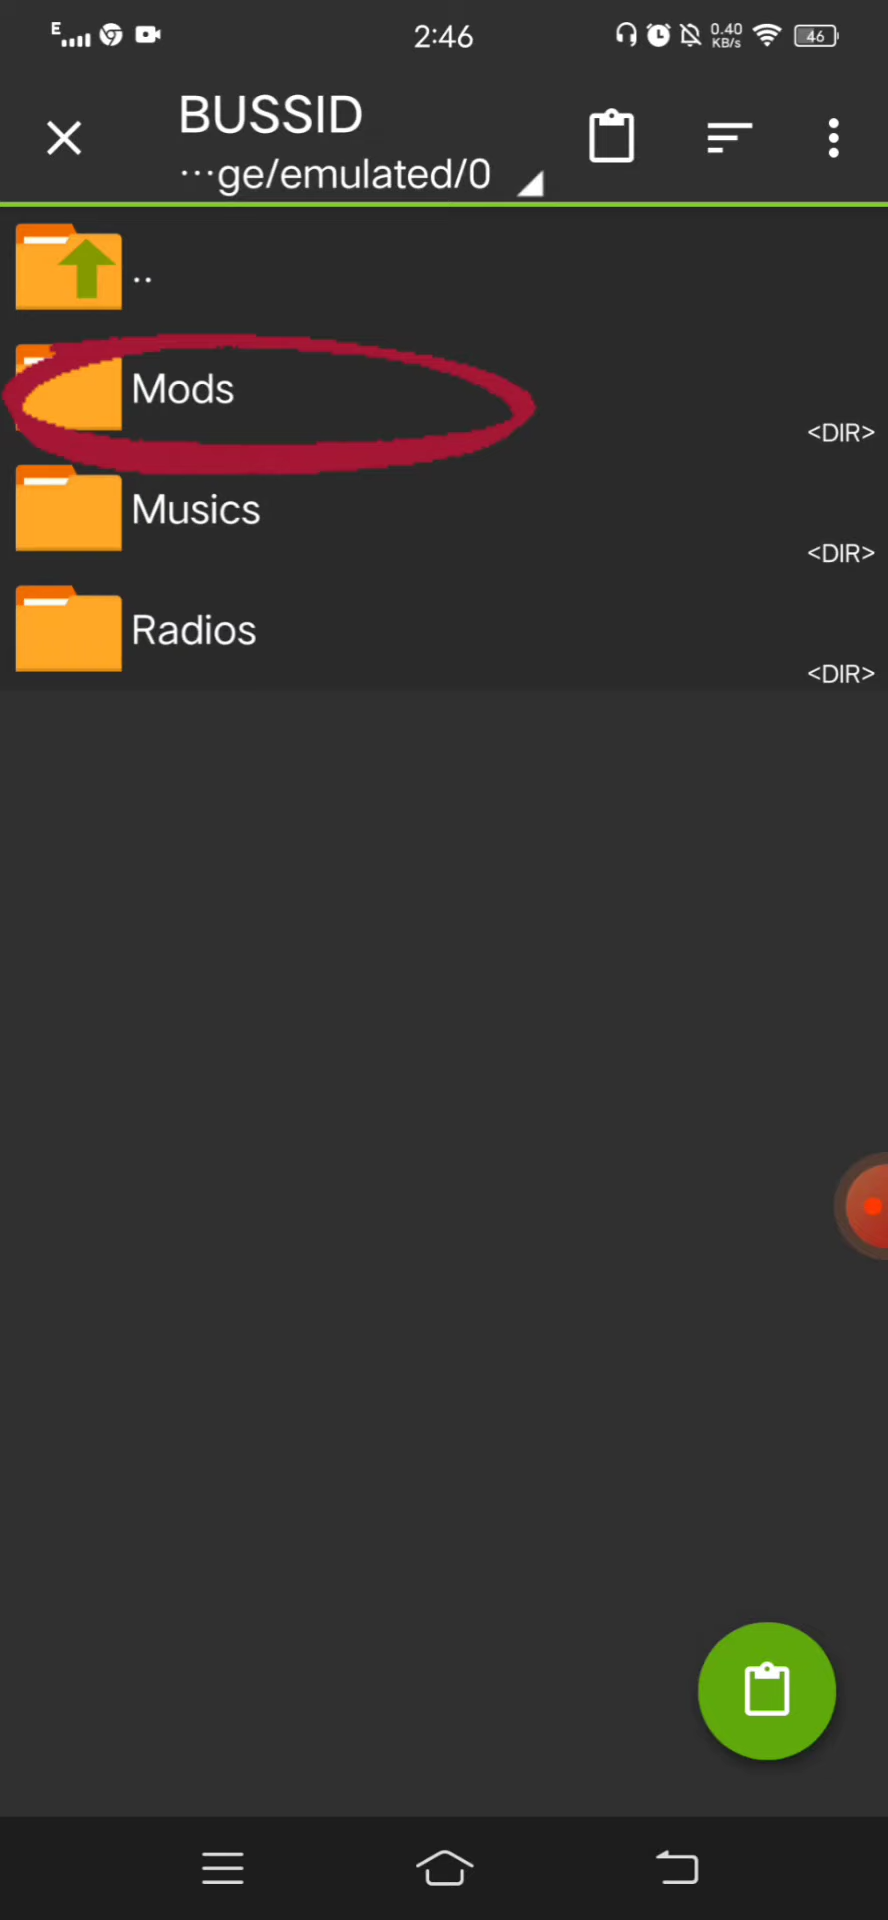 E
2:46
0.40
KB/s
46
BUSSID
···ge/emulated/0
..
Mods
<DIR>
Musics
<DIR>
Radios
<DIR>